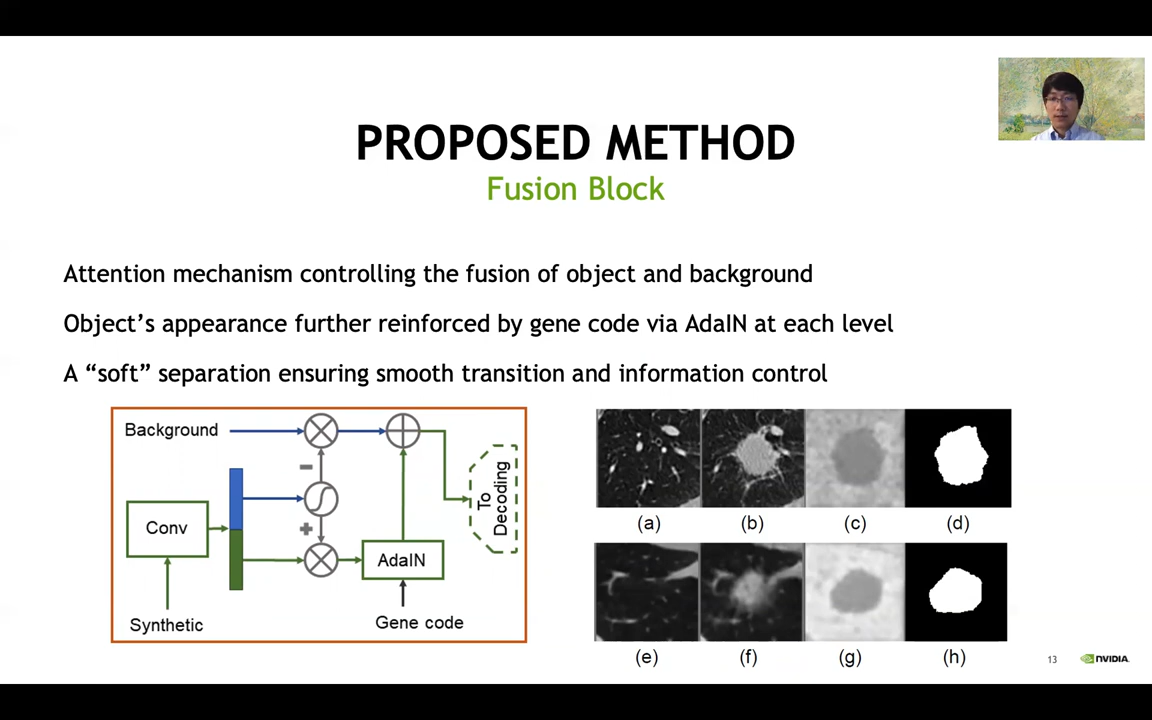 PROPOSED METHOD
Fusion Block
Attention mechanism controlling the fusion of object and background
Object’s appearance further reinforced by gene code via AdaIN at each level
A “soft” separation ensuring smooth transition and information control
Background
−
+
Conv
To
Decoding
AdaIN
Synthetic
Gene code
(a) (b) (c) (d)
(e) (f) (g) (h)
13
NVIDIA.